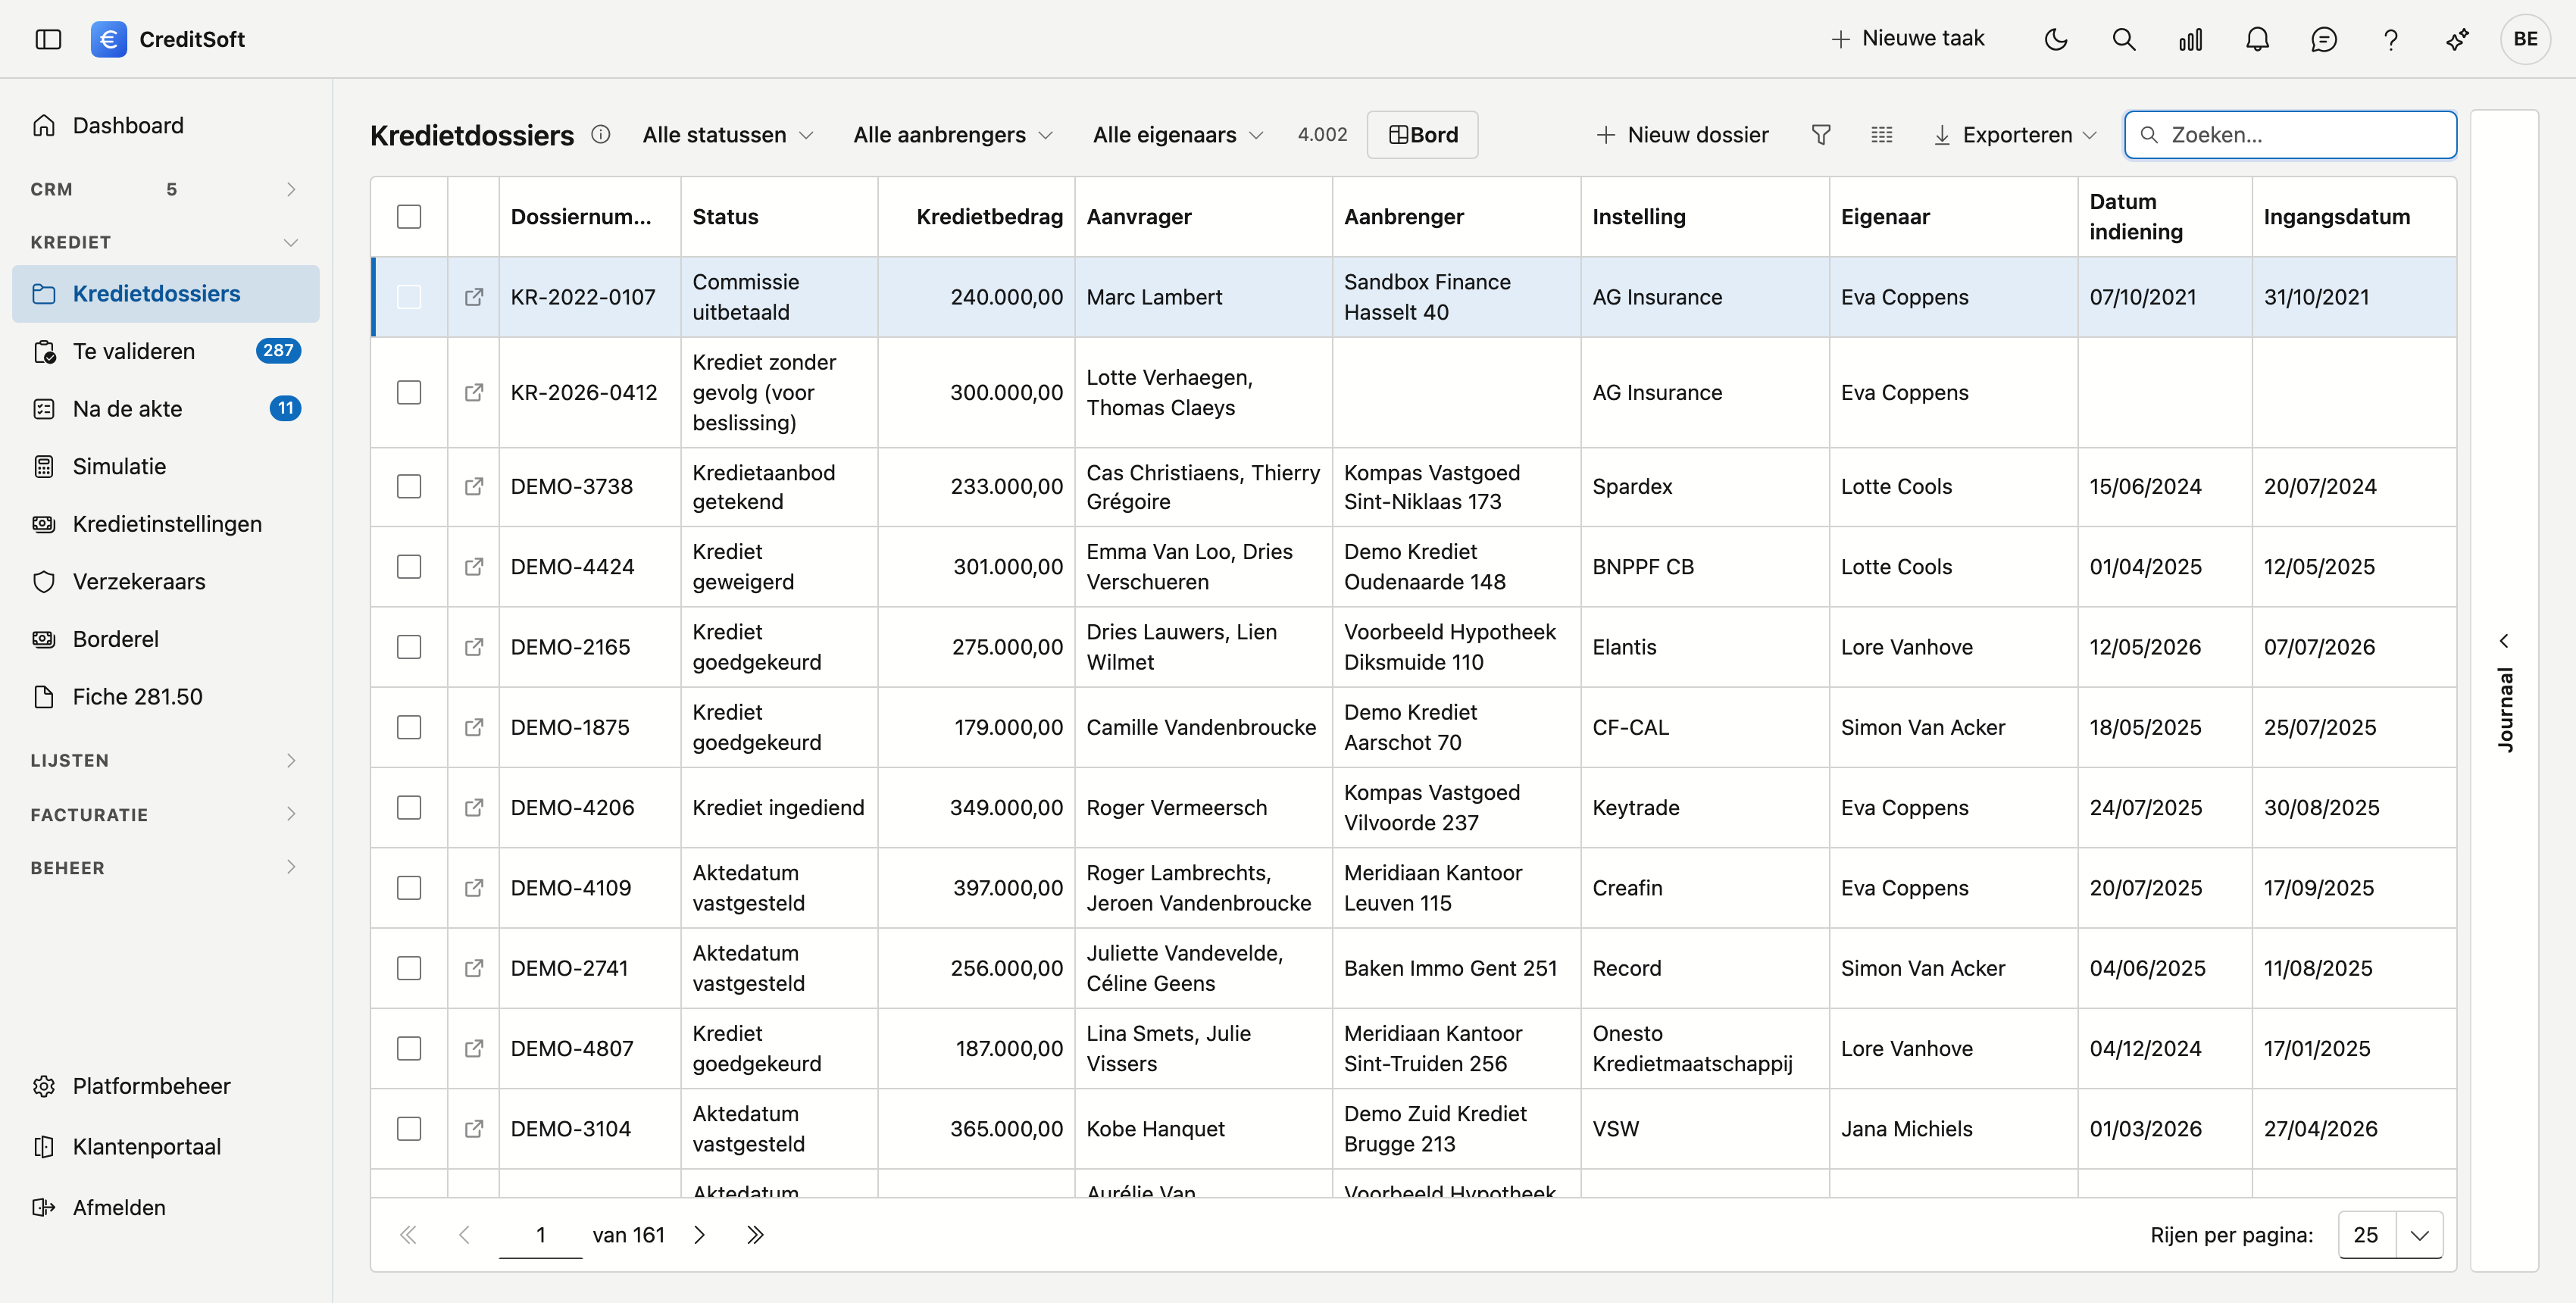 CreditSoft
Nieuwe taak
BE
Dashboard
CRM 5
KREDIET
Kredietdossiers
Te valideren 287
Na de akte 11
Simulatie
Kredietinstellingen
Verzekeraars
Borderel
Fiche 281.50
LIJSTEN
FACTURATIE
BEHEER
Platformbeheer
Klantenportaal
Afmelden
Kredietdossiers Alle statussen Alle aanbrengers Alle eigenaars 4.002 Bord Nieuw dossier Exporteren Zoeken...
Dossiernum... Status Kredietbedrag Aanvrager Aanbrenger Instelling Eigenaar Datum indiening Ingangsdatum
KR-2022-0107 Commissie uitbetaald 240.000,00 Marc Lambert Sandbox Finance Hasselt 40 AG Insurance Eva Coppens 07/10/2021 31/10/2021
KR-2026-0412 Krediet zonder gevolg (voor beslissing) 300.000,00 Lotte Verhaegen, Thomas Claeys AG Insurance Eva Coppens
DEMO-3738 Kredietaanbod getekend 233.000,00 Cas Christiaens, Thierry Grégoire Kompas Vastgoed Sint-Niklaas 173 Spardex Lotte Cools 15/06/2024 20/07/2024
DEMO-4424 Krediet geweigerd 301.000,00 Emma Van Loo, Dries Verschueren Demo Krediet Oudenaarde 148 BNPPF CB Lotte Cools 01/04/2025 12/05/2025
DEMO-2165 Krediet goedgekeurd 275.000,00 Dries Lauwers, Lien Wilmet Voorbeeld Hypotheek Diksmuide 110 Elantis Lore Vanhove 12/05/2026 07/07/2026
DEMO-1875 Krediet goedgekeurd 179.000,00 Camille Vandenbroucke Demo Krediet Aarschot 70 CF-CAL Simon Van Acker 18/05/2025 25/07/2025
DEMO-4206 Krediet ingediend 349.000,00 Roger Vermeersch Kompas Vastgoed Vilvoorde 237 Keytrade Eva Coppens 24/07/2025 30/08/2025
DEMO-4109 Aktedatum vastgesteld 397.000,00 Roger Lambrechts, Jeroen Vandenbroucke Meridiaan Kantoor Leuven 115 Creafin Eva Coppens 20/07/2025 17/09/2025
DEMO-2741 Aktedatum vastgesteld 256.000,00 Juliette Vandevelde, Céline Geens Baken Immo Gent 251 Record Simon Van Acker 04/06/2025 11/08/2025
DEMO-4807 Krediet goedgekeurd 187.000,00 Lina Smets, Julie Vissers Meridiaan Kantoor Sint-Truiden 256 Onesto Kredietmaatschappij Lore Vanhove 04/12/2024 17/01/2025
DEMO-3104 Aktedatum vastgesteld 365.000,00 Kobe Hanquet Demo Zuid Krediet Brugge 213 VSW Jana Michiels 01/03/2026 27/04/2026
Aktedatum Aurélie Van Voorbeeld Hypotheek
1 van 161 Rijen per pagina: 25
Journaal